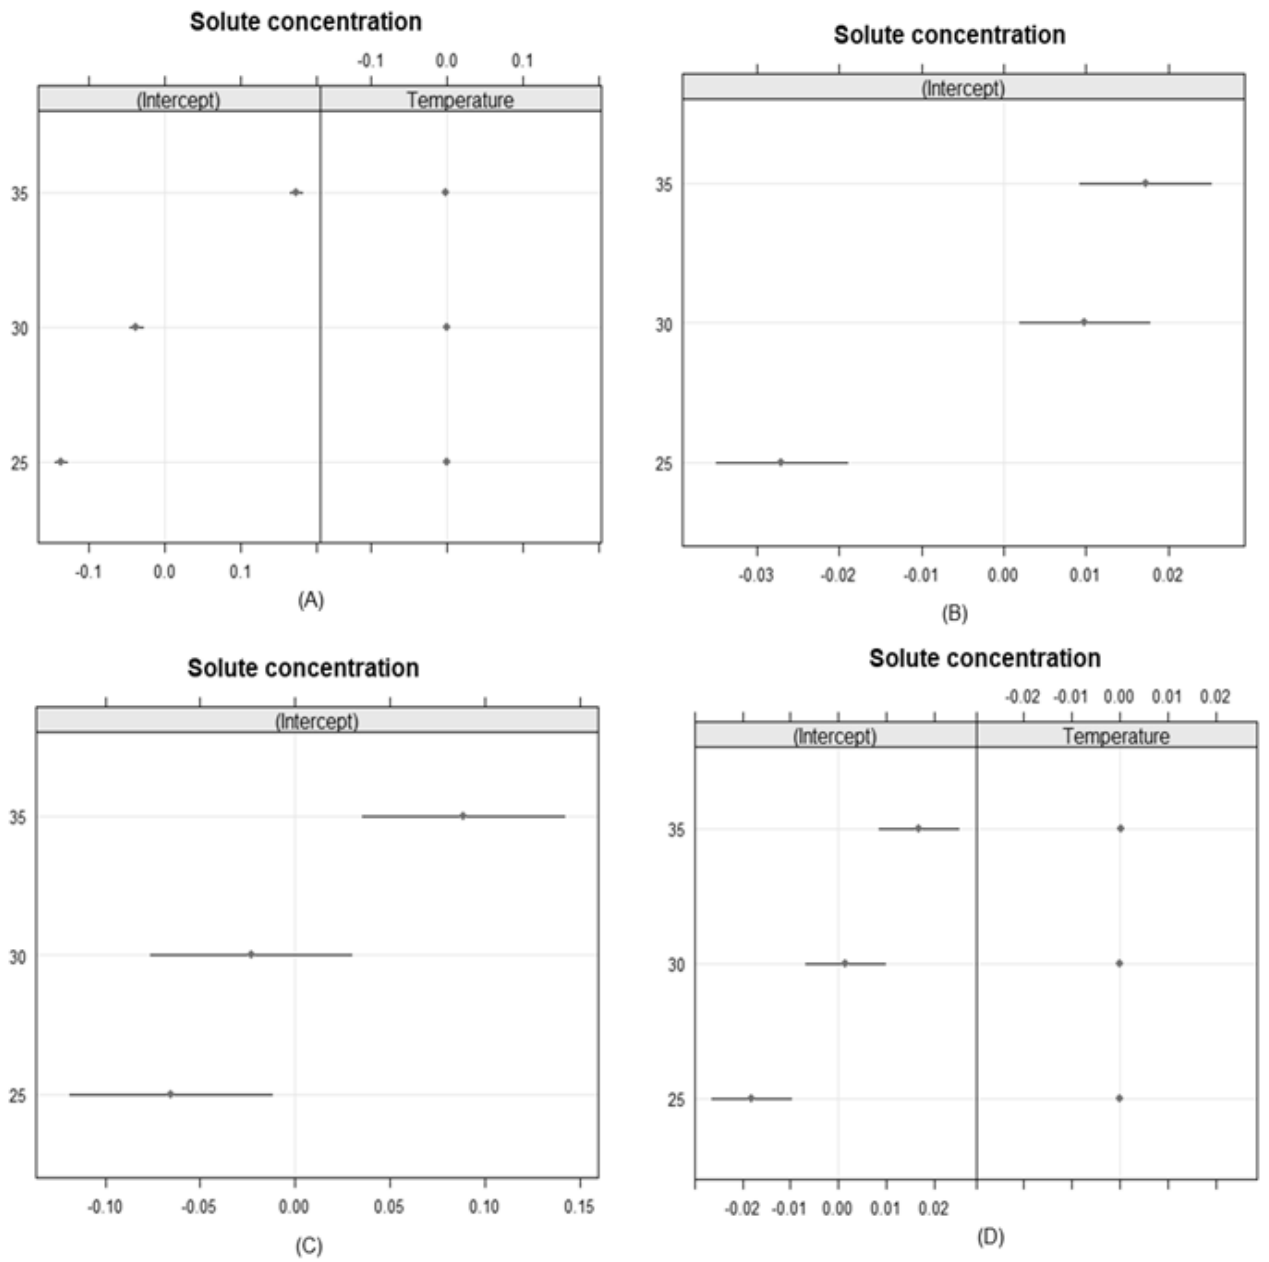 Solute concentration
-0.1 0.0 0.1
(Intercept) Temperature
35
30
25
-0.1 0.0 0.1
(A)
Solute concentration
(Intercept)
35
30
25
-0.03 -0.02 -0.01 0.00 0.01 0.02
(B)
Solute concentration
(Intercept)
35
30
25
-0.10 -0.05 0.00 0.05 0.10 0.15
(C)
Solute concentration
-0.02 -0.01 0.00 0.01 0.02
(Intercept) Temperature
35
30
25
-0.02 -0.01 0.00 0.01 0.02
(D)